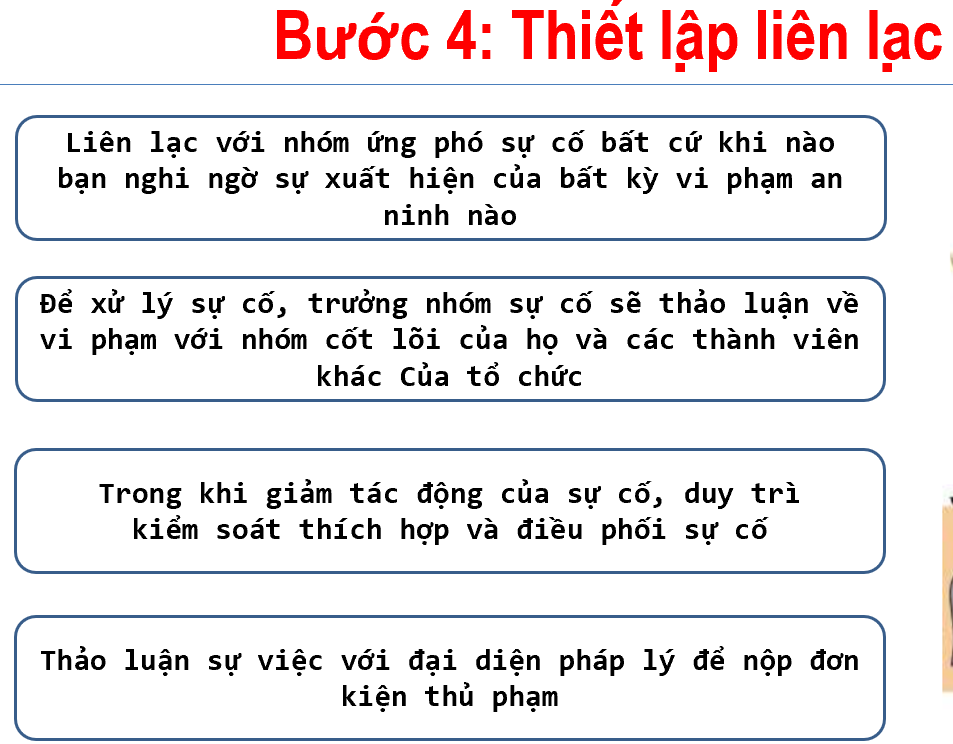 Bước 4: Thiết lập liên lạc
Liên lạc với nhóm ứng phó sự cố bất cứ khi nào
bạn nghi ngờ sự xuất hiện của bất kỳ vi phạm an
ninh nào
Để xử lý sự cố, trưởng nhóm sự cố sẽ thảo luận về
vi phạm với nhóm cốt lõi của họ và các thành viên
khác Của tổ chức
Trong khi giảm tác động của sự cố, duy trì
kiểm soát thích hợp và điều phối sự cố
Thảo luận sự việc với đại diện pháp lý để nộp đơn
kiện thủ phạm